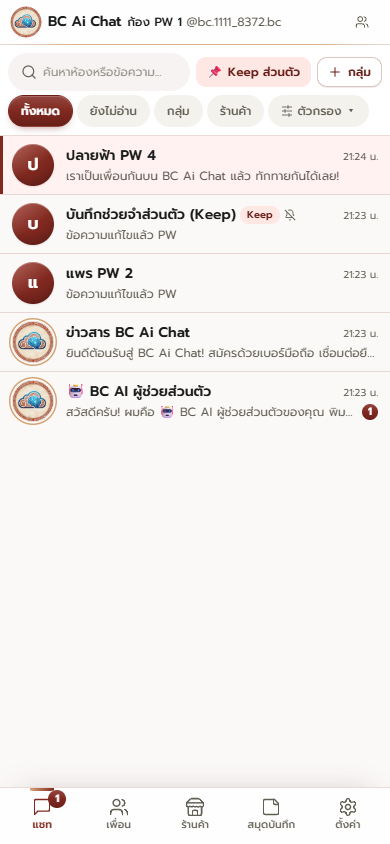 BC Ai Chat ก้อง PW 1 @bc.1111_8372.bc
ค้นหาห้องหรือข้อความ...
Keep ส่วนตัว
+ กลุ่ม
ทั้งหมด
ยังไม่อ่าน
กลุ่ม
ร้านค้า
ตัวกรอง
ป
ปลายฟ้า PW 4
21:24 น.
เราเป็นเพื่อนกันบน BC Ai Chat แล้ว ทักทายกันได้เลย!
บ
บันทึกช่วยจำส่วนตัว (Keep) Keep
21:23 น.
ข้อความแก้ไขแล้ว PW
แ
แพร PW 2
21:23 น.
ข้อความแก้ไขแล้ว PW
ข่าวสาร BC Ai Chat
21:23 น.
ยินดีต้อนรับสู่ BC Ai Chat! สมัครด้วยเบอร์มือถือ เชื่อมต่อยื...
BC AI ผู้ช่วยส่วนตัว
21:23 น.
สวัสดีครับ! ผมคือ BC AI ผู้ช่วยส่วนตัวของคุณ พิม...
1
1
แชท
เพื่อน
ร้านค้า
สมุดบันทึก
ตั้งค่า